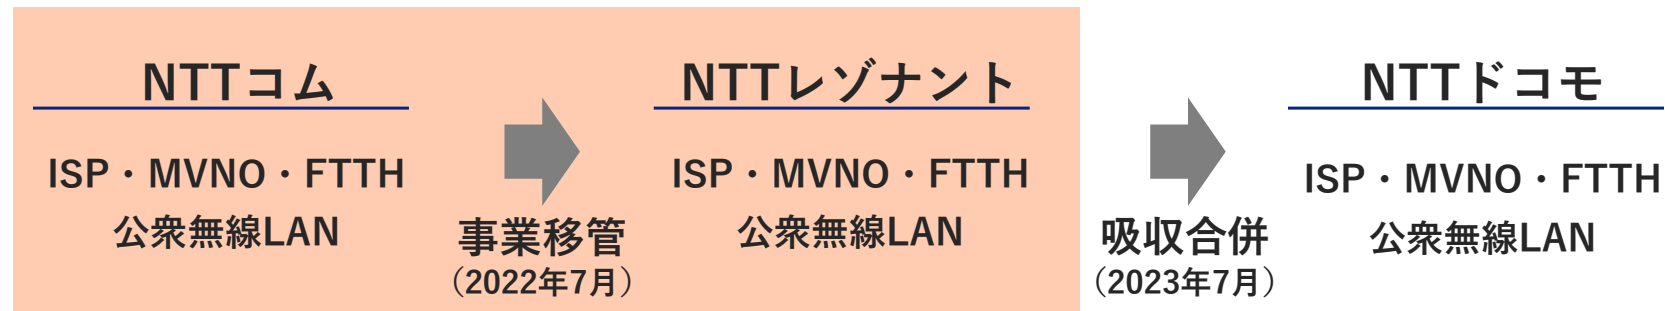 NTTコム
ISP・MVNO・FTTH
公衆無線LAN
事業移管
（2022年7月）
NTTレゾナント
ISP・MVNO・FTTH
公衆無線LAN
吸収合併
（2023年7月）
NTTドコモ
ISP・MVNO・FTTH
公衆無線LAN